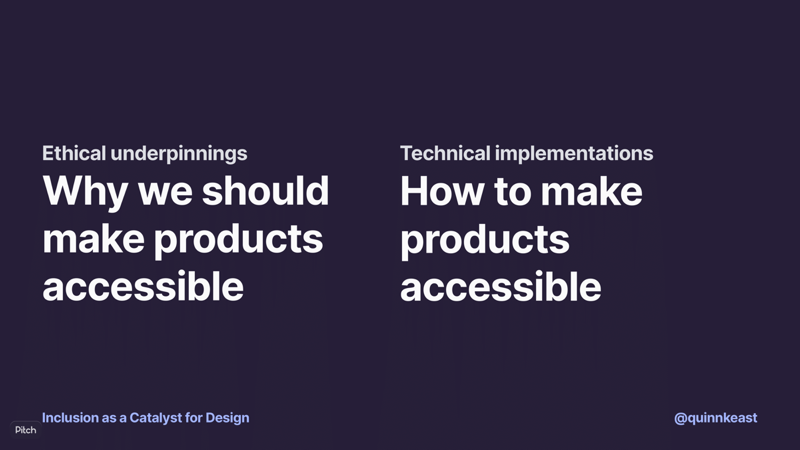 Ethical underpinnings
Why we should
make products
accessible
Technical implementations
How to make
products
accessible
Inclusion as a Catalyst for Design
@quinnkeast
Pitch